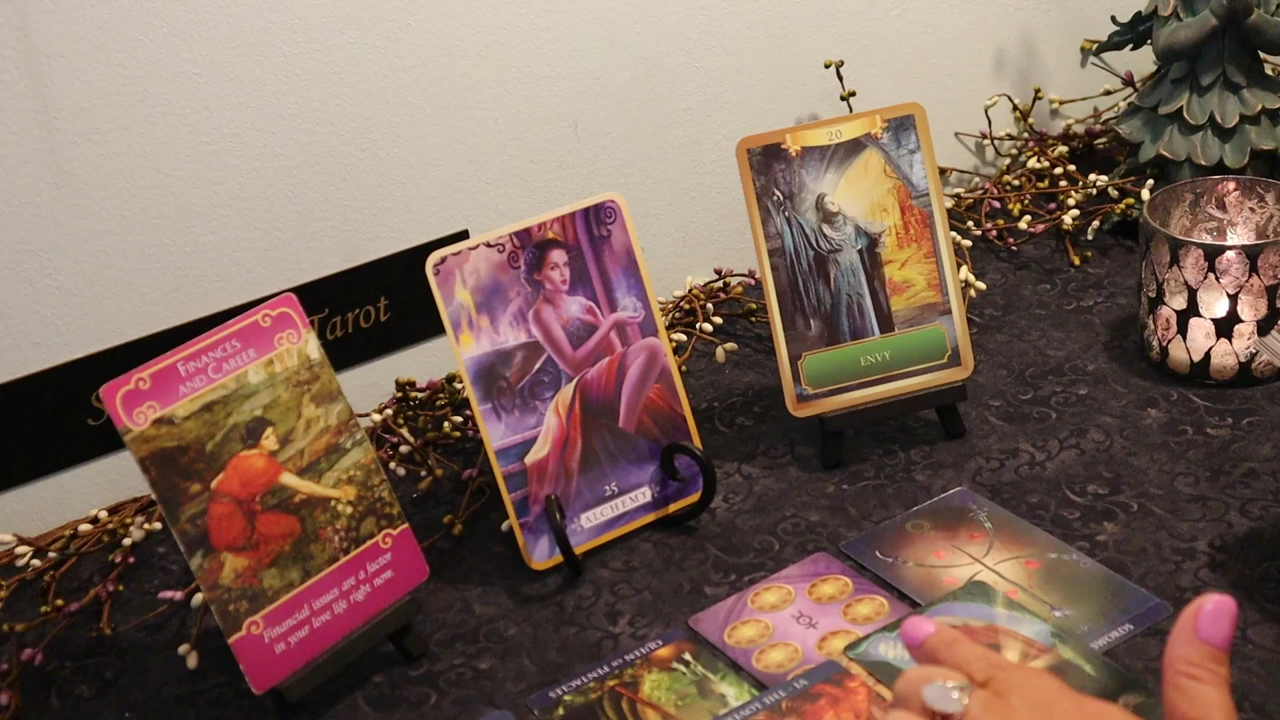 20
ENVY
Tarot
FINANCES
AND CAREER
Financial issues are a factor
in your love life right now.
25
ALCHEMY
QUEEN OF PENTACLES
SWORDS